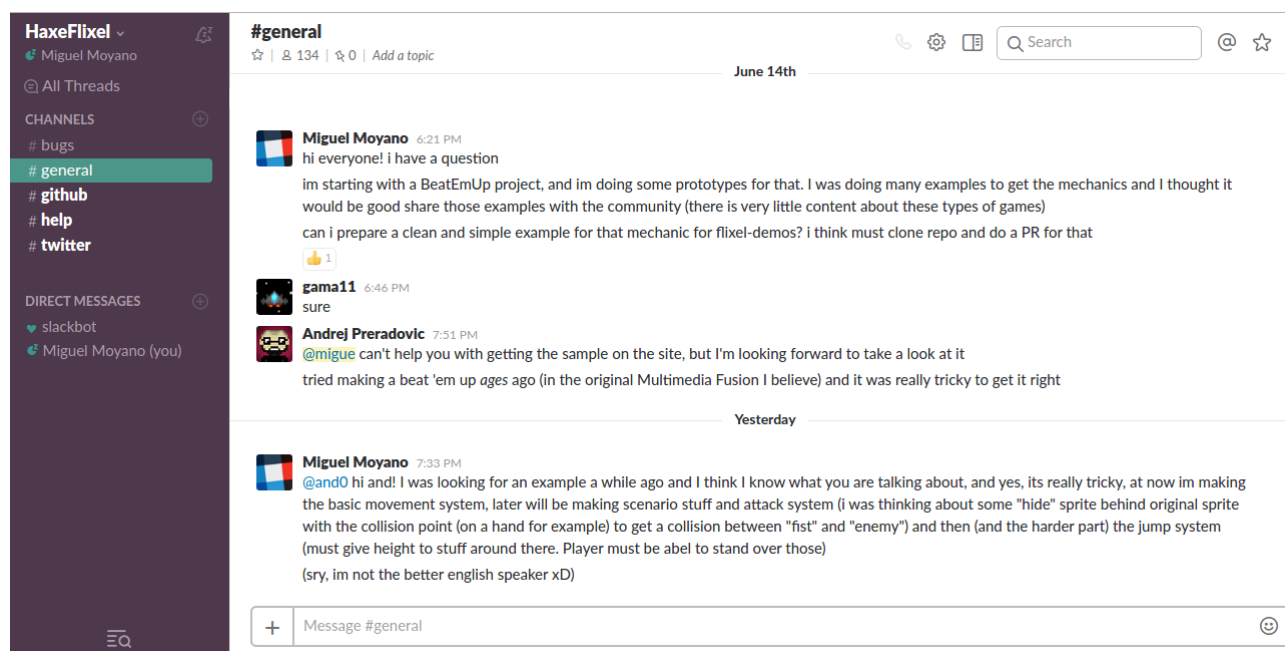 HaxeFlixel
Miguel Moyano
All Threads
CHANNELS
# bugs
# general
# github
# help
# twitter
DIRECT MESSAGES
slackbot
Miguel Moyano (you)
#general
134 | 0 | Add a topic
Search
June 14th
Miguel Moyano 6:21 PM
hi everyone! i have a question
im starting with a BeatEmUp project, and im doing some prototypes for that. I was doing many examples to get the mechanics and I thought it
would be good share those examples with the community (there is very little content about these types of games)
can i prepare a clean and simple example for that mechanic for flixel-demos? i think must clone repo and do a PR for that
👍 1
gama11 6:46 PM
sure
Andrej Preradovic 7:51 PM
@migue can't help you with getting the sample on the site, but I'm looking forward to take a look at it
tried making a beat 'em up ages ago (in the original Multimedia Fusion I believe) and it was really tricky to get it right
Yesterday
Miguel Moyano 7:33 PM
@and0 hi and! I was looking for an example a while ago and I think I know what you are talking about, and yes, its really tricky, at now im making
the basic movement system, later will be making scenario stuff and attack system (i was thinking about some "hide" sprite behind original sprite
with the collision point (on a hand for example) to get a collision between "fist" and "enemy") and then (and the harder part) the jump system
(must give height to stuff around there. Player must be abel to stand over those)
(sry, im not the better english speaker xD)
+ Message #general